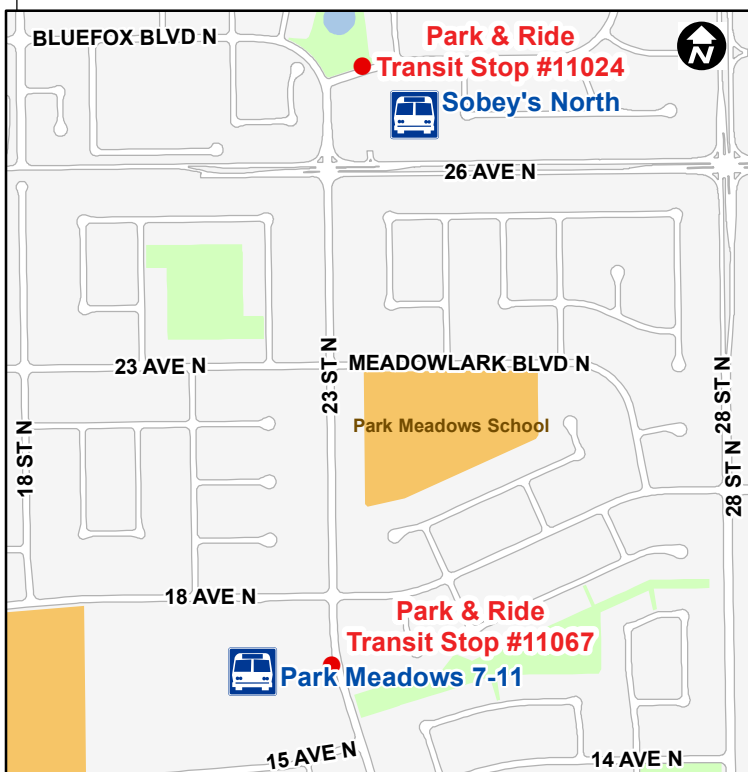 BLUEFOX BLVD N
Park & Ride
Transit Stop #11024
N
Sobey's North
26 AVE N
23 AVE N
MEADOWLARK BLVD N
23 ST N
28 ST N
Park Meadows School
18 ST N
28 ST N
18 AVE N
Park & Ride
Transit Stop #11067
Park Meadows 7-11
15 AVE N
14 AVE N